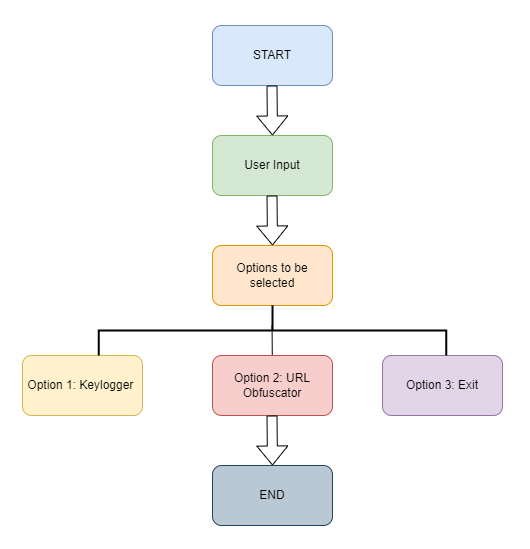 START
User Input
Options to be
selected
Option 1: Keylogger
Option 2: URL
Obfuscator
Option 3: Exit
END